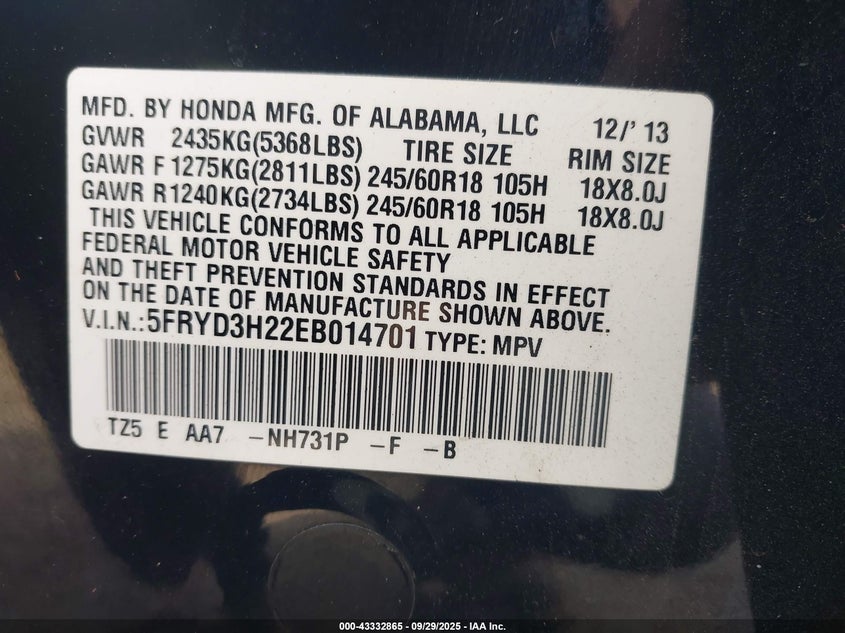 MFD. BY HONDA MFG. OF ALABAMA, LLC 12/' 13
GVWR 2435KG(5368LBS) TIRE SIZE RIM SIZE
GAWR F 1275KG(2811LBS) 245/60R18 105H 18X8.0J
GAWR R1240KG(2734LBS) 245/60R18 105H 18X8.0J
THIS VEHICLE CONFORMS TO ALL APPLICABLE
FEDERAL MOTOR VEHICLE SAFETY
AND THEFT PREVENTION STANDARDS IN EFFECT
ON THE DATE OF MANUFACTURE SHOWN ABOVE.
V.I.N.:5FRYD3H22EB014701 TYPE: MPV
TZ5 E AA7 -NH731P -F -B
000-43332865 - 09/29/2025 - IAA Inc.